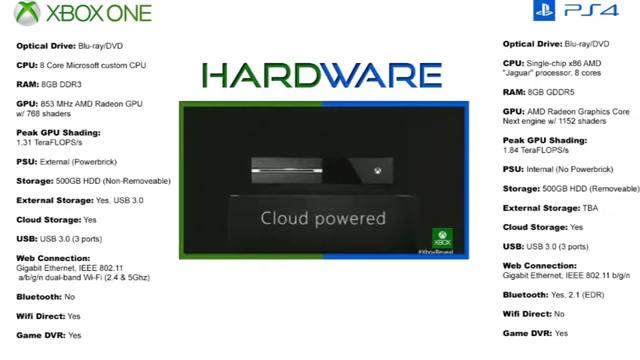 XBOX ONE
Optical Drive: Blu-ray/DVD
CPU: 8 Core Microsoft custom CPU
RAM: 8GB DDR3
GPU: 853 MHz AMD Radeon GPU
w/ 768 shaders
Peak GPU Shading:
1.31 TeraFLOPS/s
PSU: External (Powerbrick)
Storage: 500GB HDD (Non-Removeable)
External Storage: Yes, USB 3.0
Cloud Storage: Yes
USB: USB 3.0 (3 ports)
Web Connection:
Gigabit Ethernet, IEEE 802.11
a/b/g/n dual-band Wi-Fi (2.4 & 5Ghz)
Bluetooth: No
Wifi Direct: Yes
Game DVR: Yes
HARDWARE
Cloud powered
XBOX
#XboxReveal
PS4
Optical Drive: Blu-ray/DVD
CPU: Single-chip x86 AMD
"Jaguar" processor, 8 cores
RAM: 8GB GDDR5
GPU: AMD Radeon Graphics Core
Next engine w/ 1152 shaders
Peak GPU Shading:
1.84 TeraFLOPS/s
PSU: Internal (No Powerbrick)
Storage: 500GB HDD (Removeable)
External Storage: TBA
Cloud Storage: Yes
USB: USB 3.0 (3 ports)
Web Connection:
Gigabit Ethernet, IEEE 802.11 b/g/n
Bluetooth: Yes, 2.1 (EDR)
Wifi Direct: No
Game DVR: Yes